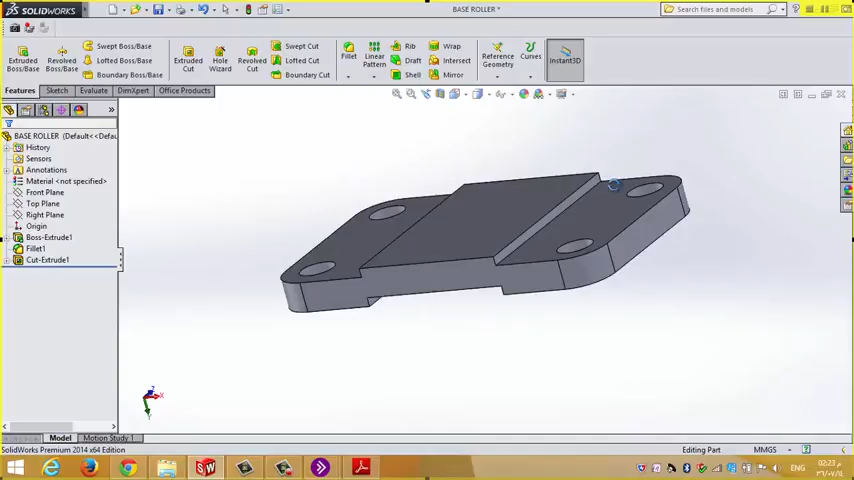 SOLIDWORKS
BASE ROLLER *
Search files and models
Extruded Boss/Base
Revolved Boss/Base
Swept Boss/Base
Lofted Boss/Base
Boundary Boss/Base
Extruded Cut
Hole Wizard
Revolved Cut
Swept Cut
Lofted Cut
Boundary Cut
Fillet
Linear Pattern
Rib
Draft
Shell
Wrap
Intersect
Mirror
Reference Geometry
Curves
Instant3D
Features
Sketch
Evaluate
DimXpert
Office Products
BASE ROLLER (Default<<Defau
History
Sensors
Annotations
Material <not specified>
Front Plane
Top Plane
Right Plane
Origin
Boss-Extrude1
Fillet1
Cut-Extrude1
Z
X
Y
Model
Motion Study 1
SolidWorks Premium 2014 x64 Edition
Editing Part
MMGS
ENG
02:23 م